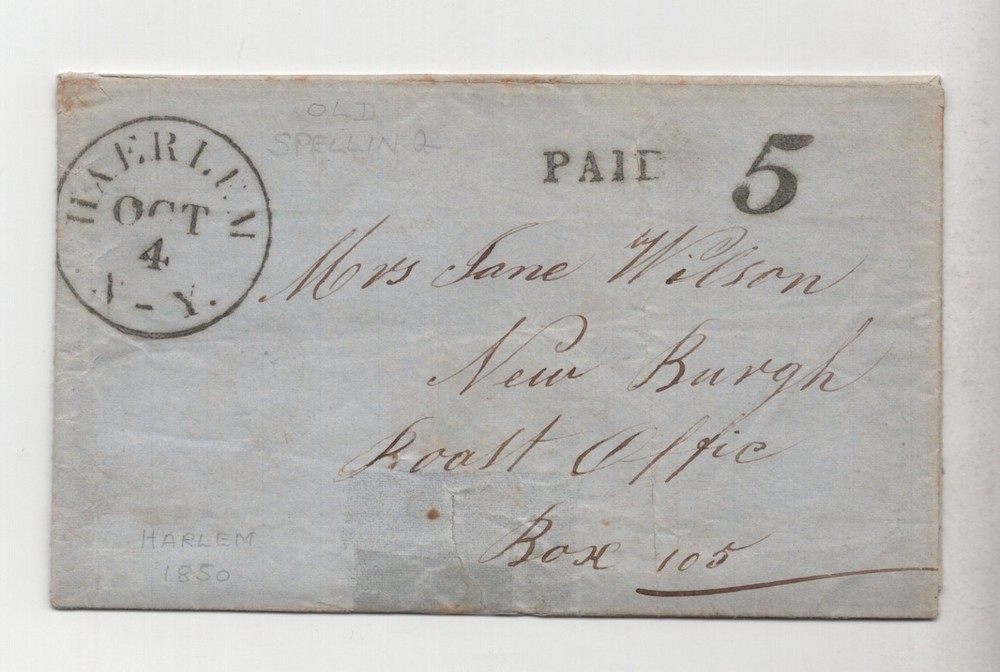 OLD
SPELLING
HAERLEM
OCT
4
N-Y.
PAID
5
Mrs Jane Wilson
New Burgh
Poast Offic
Box 105
HARLEM
1850